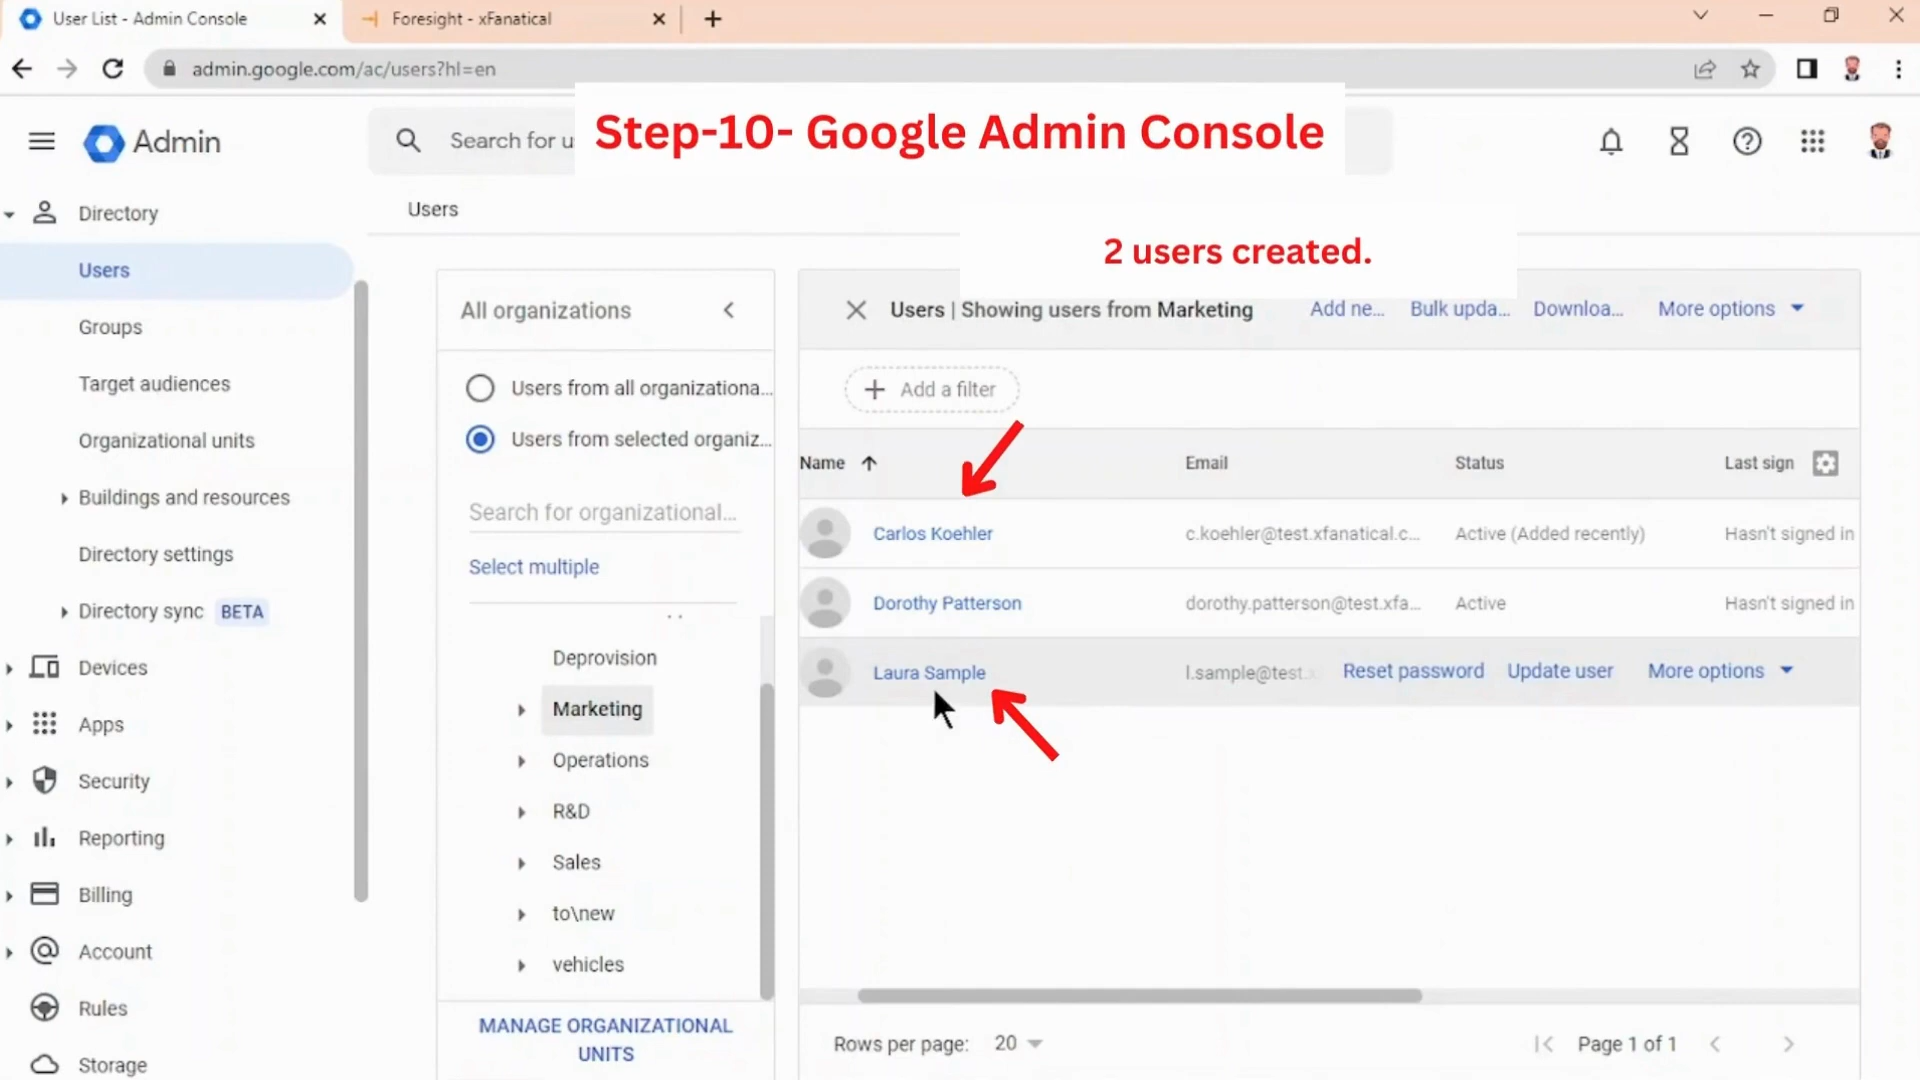 User List - Admin Console
Foresight - xFanatical
admin.google.com/ac/users?hl=en
Admin
Search for us
Step-10- Google Admin Console
Directory
Users
Groups
Target audiences
Organizational units
Buildings and resources
Directory settings
Directory sync BETA
Devices
Apps
Security
Reporting
Billing
Account
Rules
Storage
Users
2 users created.
All organizations
Users from all organizationa...
Users from selected organiz...
Search for organizational...
Select multiple
Deprovision
Marketing
Operations
R&D
Sales
to\new
vehicles
MANAGE ORGANIZATIONAL
UNITS
Users | Showing users from Marketing Add ne... Bulk upda... Downloa... More options
Add a filter
Name Email Status Last sign
Carlos Koehler c.koehler@test.xfanatical.c... Active (Added recently) Hasn't signed in
Dorothy Patterson dorothy.patterson@test.xfa... Active Hasn't signed in
Laura Sample l.sample@test. Reset password Update user More options
Rows per page: 20 Page 1 of 1